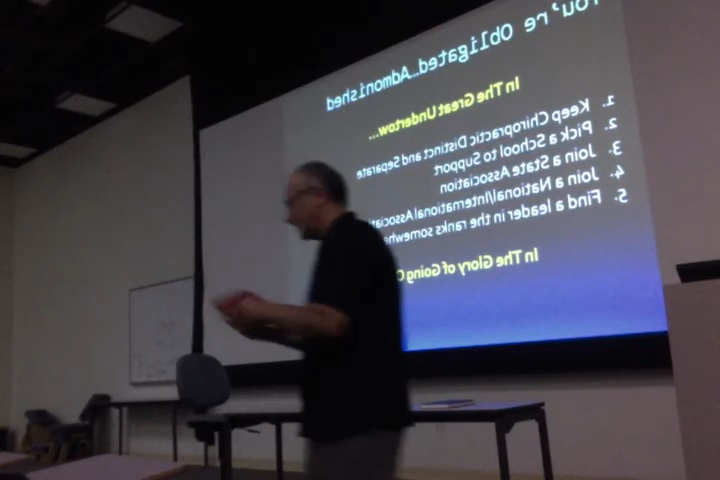 You're Obligated...Admonished
In The Great Undertow...
1. Keep Chiropractic Distinct and Separate
2. Pick a School to Support
3. Join a State Association
4. Join a National/International
5. Find a leader in the ranks
In The Glory of Going